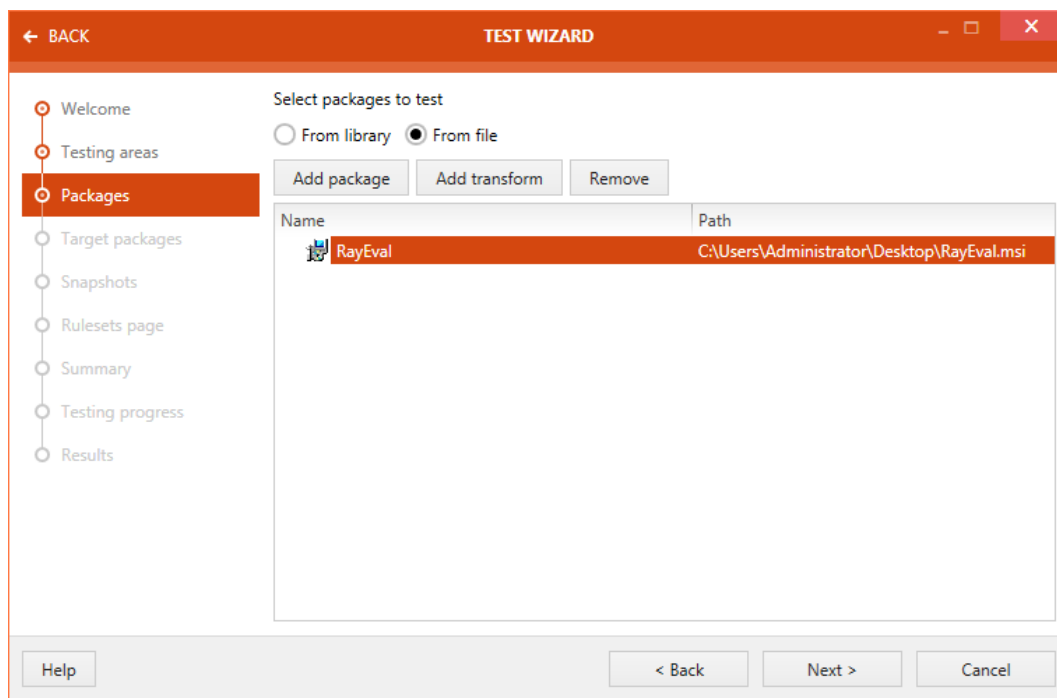 BACK
TEST WIZARD
Welcome
Testing areas
Packages
Target packages
Snapshots
Rulesets page
Summary
Testing progress
Results
Select packages to test
From library From file
Add package Add transform Remove
Name Path
RayEval C:\Users\Administrator\Desktop\RayEval.msi
Help < Back Next > Cancel